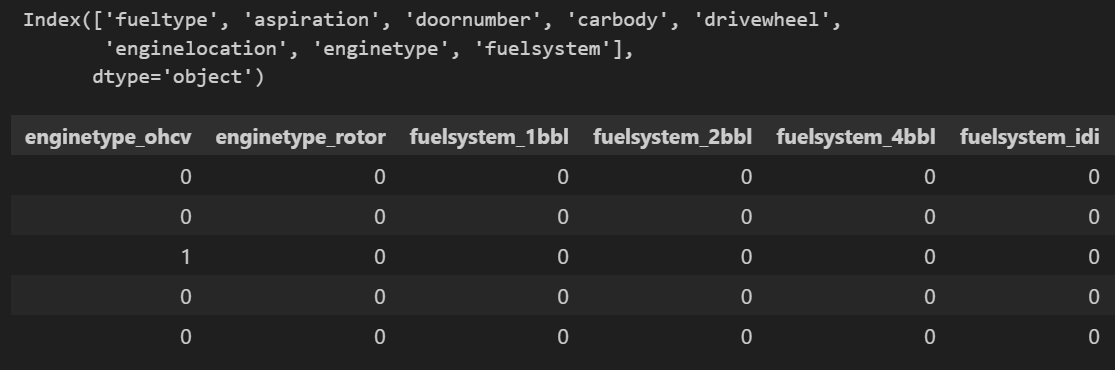 Index(['fueltype', 'aspiration', 'doornumber', 'carbody', 'drivewheel',
'enginelocation', 'enginetype', 'fuelsystem'],
dtype='object')
enginetype_ohcv enginetype_rotor fuelsystem_1bbl fuelsystem_2bbl fuelsystem_4bbl fuelsystem_idi
0 0 0 0 0 0
0 0 0 0 0 0
1 0 0 0 0 0
0 0 0 0 0 0
0 0 0 0 0 0